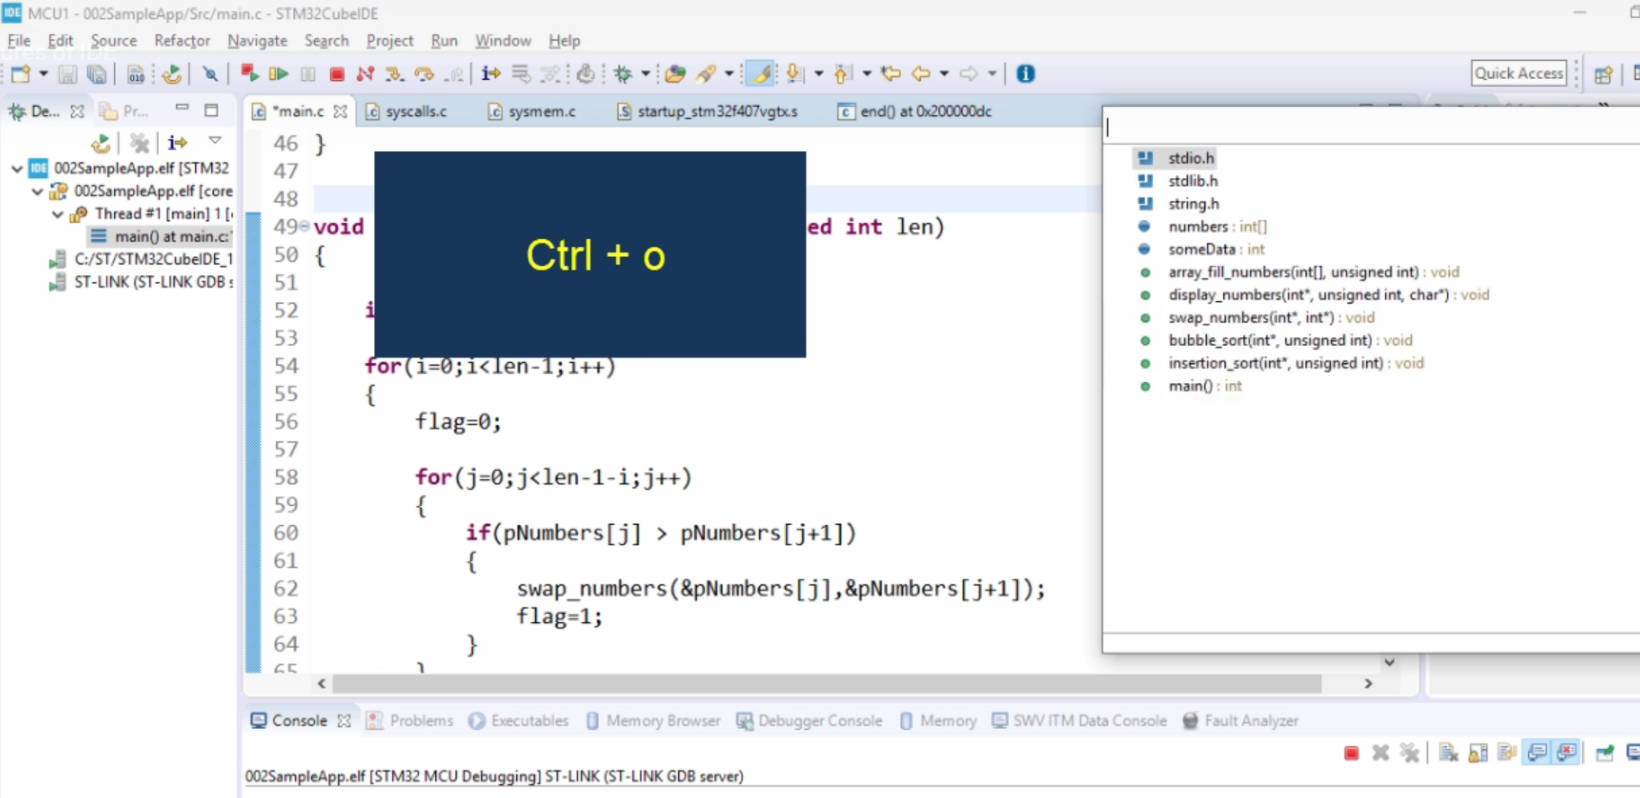 IDE MCU1 - 002SampleApp/Src/main.c - STM32CubeIDE
File Edit Source Refactor Navigate Search Project Run Window Help
010
Quick Access
De... Pr...
*main.c syscalls.c sysmem.c startup_stm32f407vgtx.s end() at 0x200000dc
IDE 002SampleApp.elf [STM32
002SampleApp.elf [core
Thread #1 [main] 1 [
main() at main.c:
C:/ST/STM32CubeIDE_1
ST-LINK (ST-LINK GDB s
46 }
47
48
49 void ed int len)
50 {
51
52 i
53
54 for(i=0;i<len-1;i++)
55 {
56 flag=0;
57
58 for(j=0;j<len-1-i;j++)
59 {
60 if(pNumbers[j] > pNumbers[j+1])
61 {
62 swap_numbers(&pNumbers[j],&pNumbers[j+1]);
63 flag=1;
64 }
65 }
Ctrl + o
stdio.h
stdlib.h
string.h
numbers : int[]
someData : int
array_fill_numbers(int[], unsigned int) : void
display_numbers(int*, unsigned int, char*) : void
swap_numbers(int*, int*) : void
bubble_sort(int*, unsigned int) : void
insertion_sort(int*, unsigned int) : void
main() : int
Console Problems Executables Memory Browser Debugger Console Memory SWV ITM Data Console Fault Analyzer
002SampleApp.elf [STM32 MCU Debugging] ST-LINK (ST-LINK GDB server)